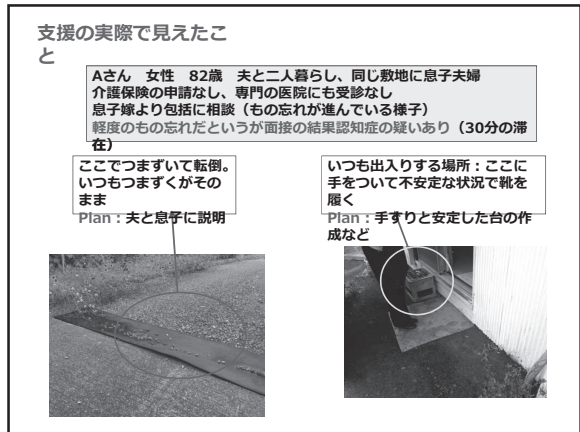 支援の実際で見えたこ
と
Aさん　女性　82歳　夫と二人暮らし、同じ敷地に息子夫婦
介護保険の申請なし、専門の医院にも受診なし
息子嫁より包括に相談（もの忘れが進んでいる様子）
軽度のもの忘れだというが面接の結果認知症の疑いあり（30分の滞
在）
ここでつまずいて転倒。
いつもつまずくがその
まま
Plan：夫と息子に説明
いつも出入りする場所：ここに
手をついて不安定な状況で靴を
履く
Plan：手すりと安定した台の作
成など